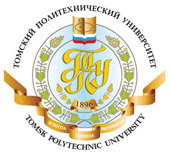 ТОМСКИЙ ПОЛИТЕХНИЧЕСКИЙ УНИВЕРСИТЕТ
ТПУ
1896
TOMSK POLYTECHNIC UNIVERSITY